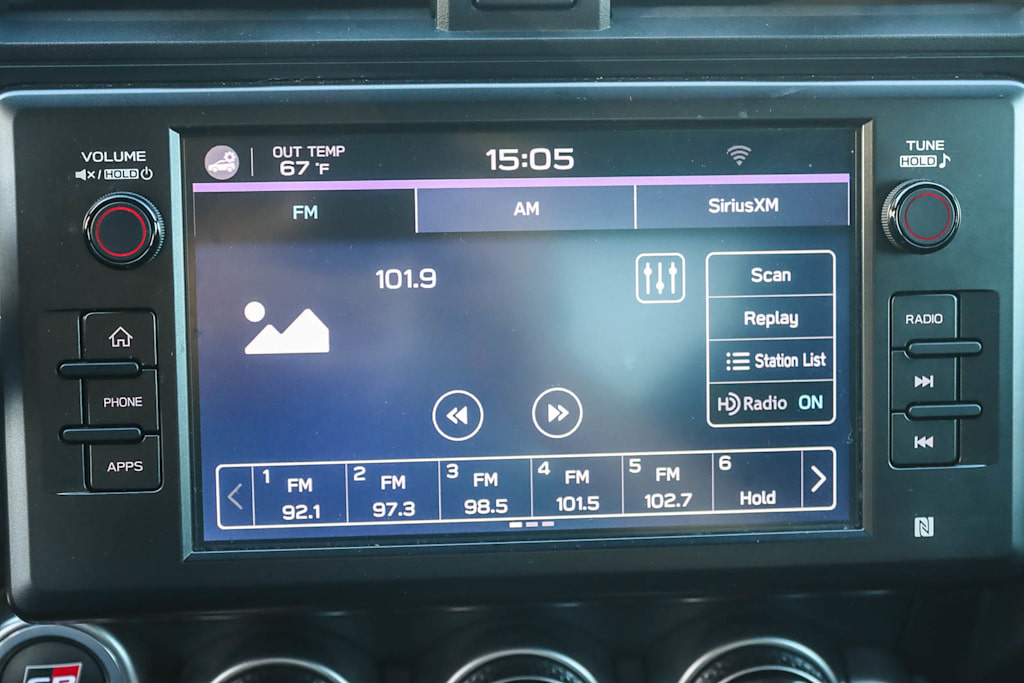 VOLUME
/ HOLD
TUNE
HOLD
OUT TEMP
67 °F
15:05
FM
AM
SiriusXM
101.9
Scan
Replay
Station List
HD Radio ON
PHONE
APPS
RADIO
1 FM 92.1
2 FM 97.3
3 FM 98.5
4 FM 101.5
5 FM 102.7
6 Hold
N
GR